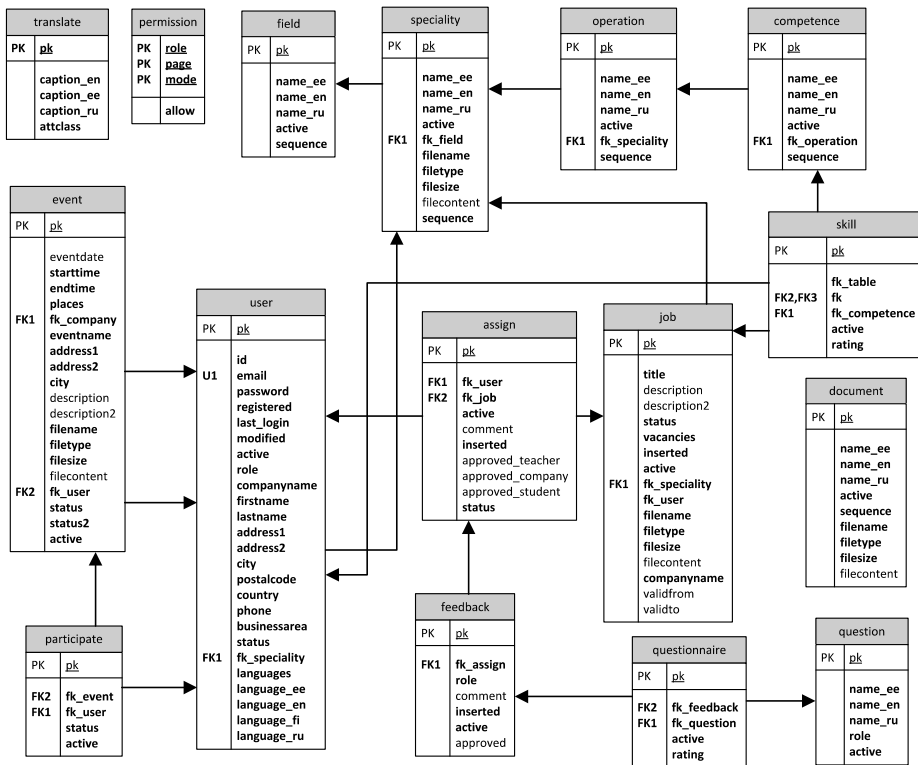 translate
PK pk
caption_en
caption_ee
caption_ru
attclass
permission
PK role
PK page
PK mode
allow
field
PK pk
name_ee
name_en
name_ru
active
sequence
speciality
PK pk
name_ee
name_en
name_ru
active
FK1 fk_field
filename
filetype
filesize
filecontent
sequence
operation
PK pk
name_ee
name_en
name_ru
active
FK1 fk_speciality
sequence
competence
PK pk
name_ee
name_en
name_ru
active
FK1 fk_operation
sequence
event
PK pk
eventdate
starttime
endtime
places
FK1 fk_company
eventname
address1
address2
city
description
description2
filename
filetype
filesize
filecontent
FK2 fk_user
status
status2
active
user
PK pk
id
U1 email
password
registered
last_login
modified
active
role
companyname
firstname
lastname
address1
address2
city
postalcode
country
phone
businessarea
status
FK1 fk_speciality
languages
language_ee
language_en
language_fi
language_ru
assign
PK pk
FK1 fk_user
FK2 fk_job
active
comment
inserted
approved_teacher
approved_company
approved_student
status
job
PK pk
title
description
description2
status
vacancies
inserted
active
FK1 fk_speciality
fk_user
filename
filetype
filesize
filecontent
companyname
validfrom
validto
skill
PK pk
fk_table
FK2,FK3 fk
FK1 fk_competence
active
rating
document
PK pk
name_ee
name_en
name_ru
active
sequence
filename
filetype
filesize
filecontent
participate
PK pk
FK2 fk_event
FK1 fk_user
status
active
feedback
PK pk
FK1 fk_assign
role
comment
inserted
active
approved
questionnaire
PK pk
FK2 fk_feedback
FK1 fk_question
active
rating
question
PK pk
name_ee
name_en
name_ru
role
active